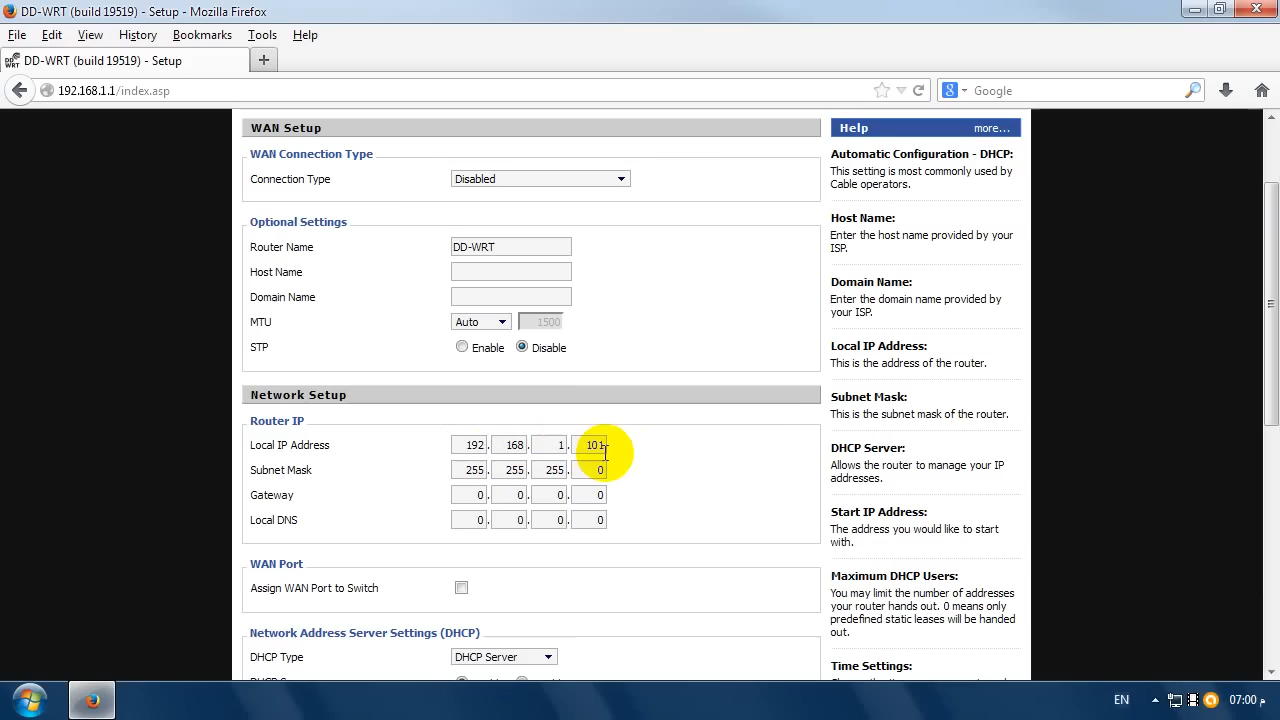 DD-WRT (build 19519) - Setup - Mozilla Firefox
File Edit View History Bookmarks Tools Help
DD-WRT (build 19519) - Setup
192.168.1.1/index.asp
Google
WAN Setup
WAN Connection Type
Connection Type Disabled
Optional Settings
Router Name DD-WRT
Host Name
Domain Name
MTU Auto 1500
STP Enable Disable
Network Setup
Router IP
Local IP Address 192. 168. 1. 101
Subnet Mask 255. 255. 255. 0
Gateway 0. 0. 0. 0
Local DNS 0. 0. 0. 0
WAN Port
Assign WAN Port to Switch
Network Address Server Settings (DHCP)
DHCP Type DHCP Server
Help more...
Automatic Configuration - DHCP:
This setting is most commonly used by
Cable operators.
Host Name:
Enter the host name provided by your
ISP.
Domain Name:
Enter the domain name provided by
your ISP.
Local IP Address:
This is the address of the router.
Subnet Mask:
This is the subnet mask of the router.
DHCP Server:
Allows the router to manage your IP
addresses.
Start IP Address:
The address you would like to start
with.
Maximum DHCP Users:
You may limit the number of addresses
your router hands out. 0 means only
predefined static leases will be handed
out.
Time Settings:
EN 07:00 م